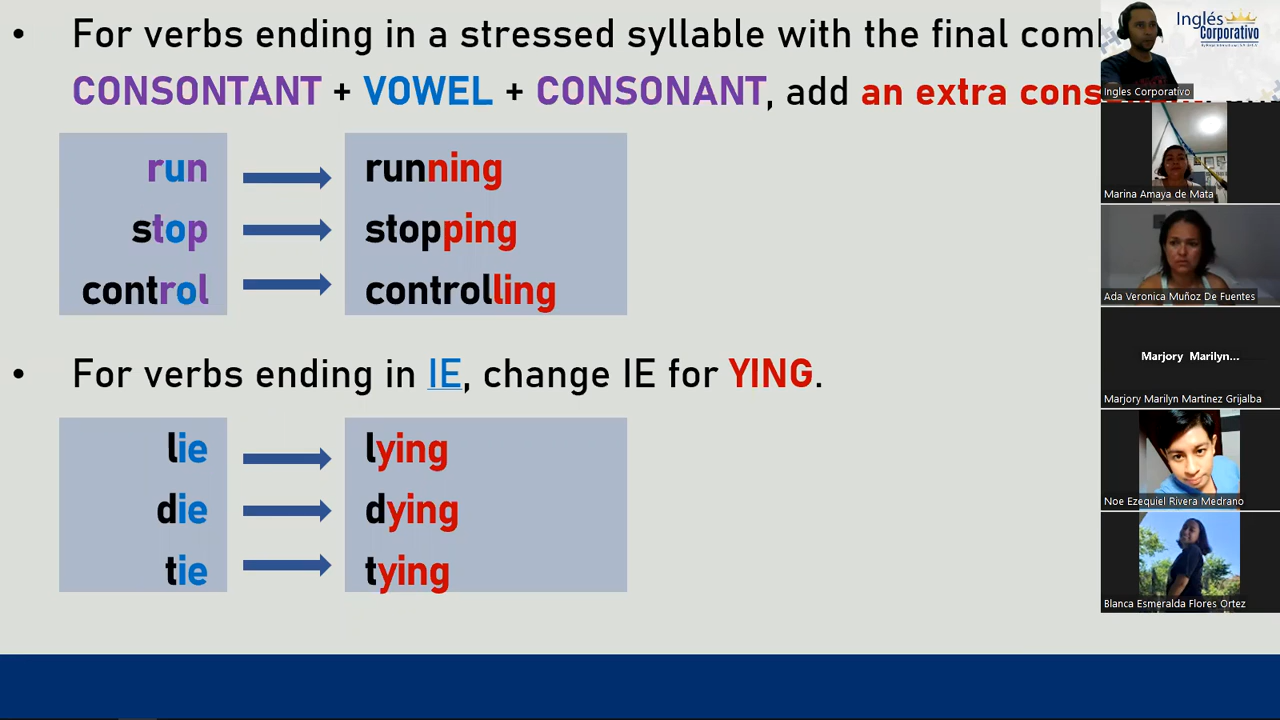 • For verbs ending in a stressed syllable with the final
CONSONTANT + VOWEL + CONSONANT, add an extra
run running
stop stopping
control controlling
• For verbs ending in IE, change IE for YING.
lie lying
die dying
tie tying
Inglés
Corporativo
Ingles Corporativo
Marina Amaya de Mata
Ada Veronica Muñoz De Fuentes
Marjory Marilyn...
Marjory Marilyn Martinez Grijalba
Noe Ezequiel Rivera Medrano
Blanca Esmeralda Flores Ortez